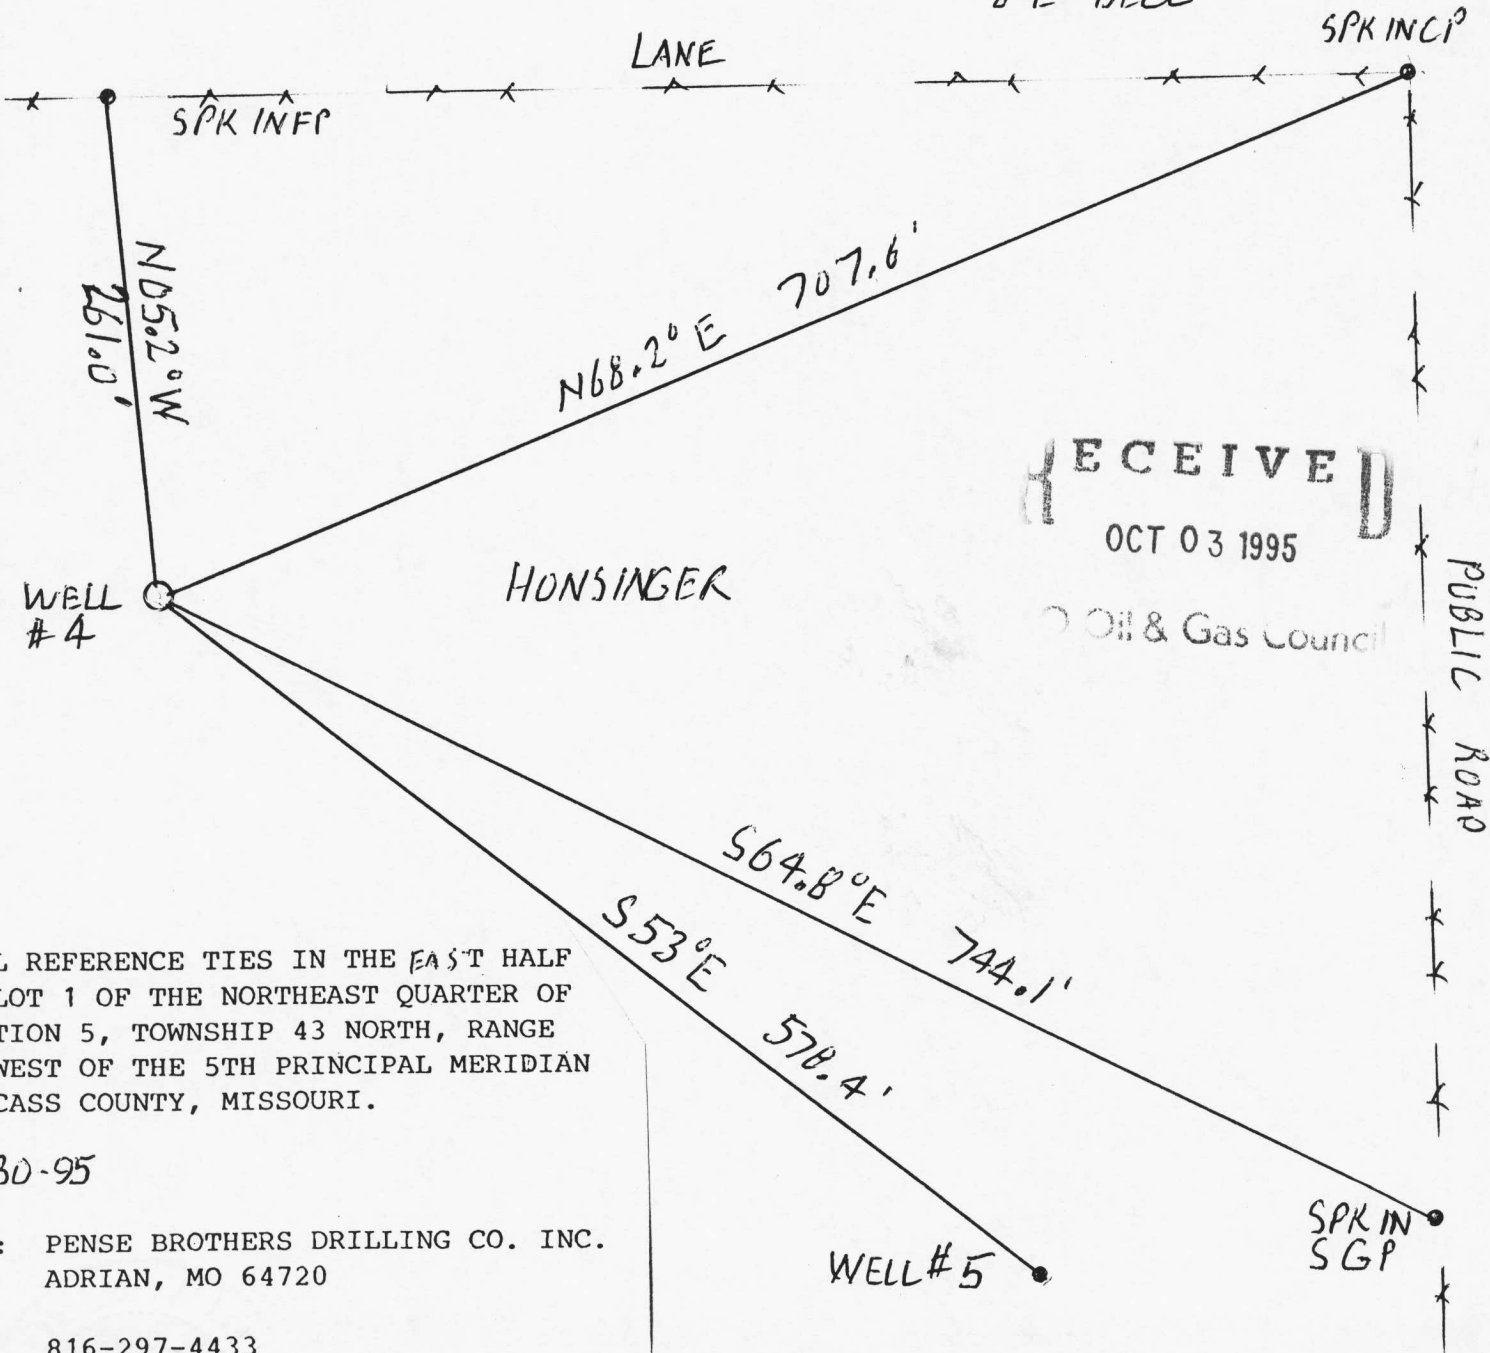 LANE
SPK INCP
SPK INFP
N05.2°W
261.0'
N68.2°E 707.6'
RECEIVED
OCT 03 1995
Oil & Gas Council
HONSINGER
WELL
#4
PUBLIC ROAD
S64.8°E 744.1'
S53°E 578.4'
L REFERENCE TIES IN THE EAST HALF
LOT 1 OF THE NORTHEAST QUARTER OF
TION 5, TOWNSHIP 43 NORTH, RANGE
WEST OF THE 5TH PRINCIPAL MERIDIAN
CASS COUNTY, MISSOURI.
30-95
: PENSE BROTHERS DRILLING CO. INC.
ADRIAN, MO 64720
816-297-4433
WELL #5
SPK IN
SGP